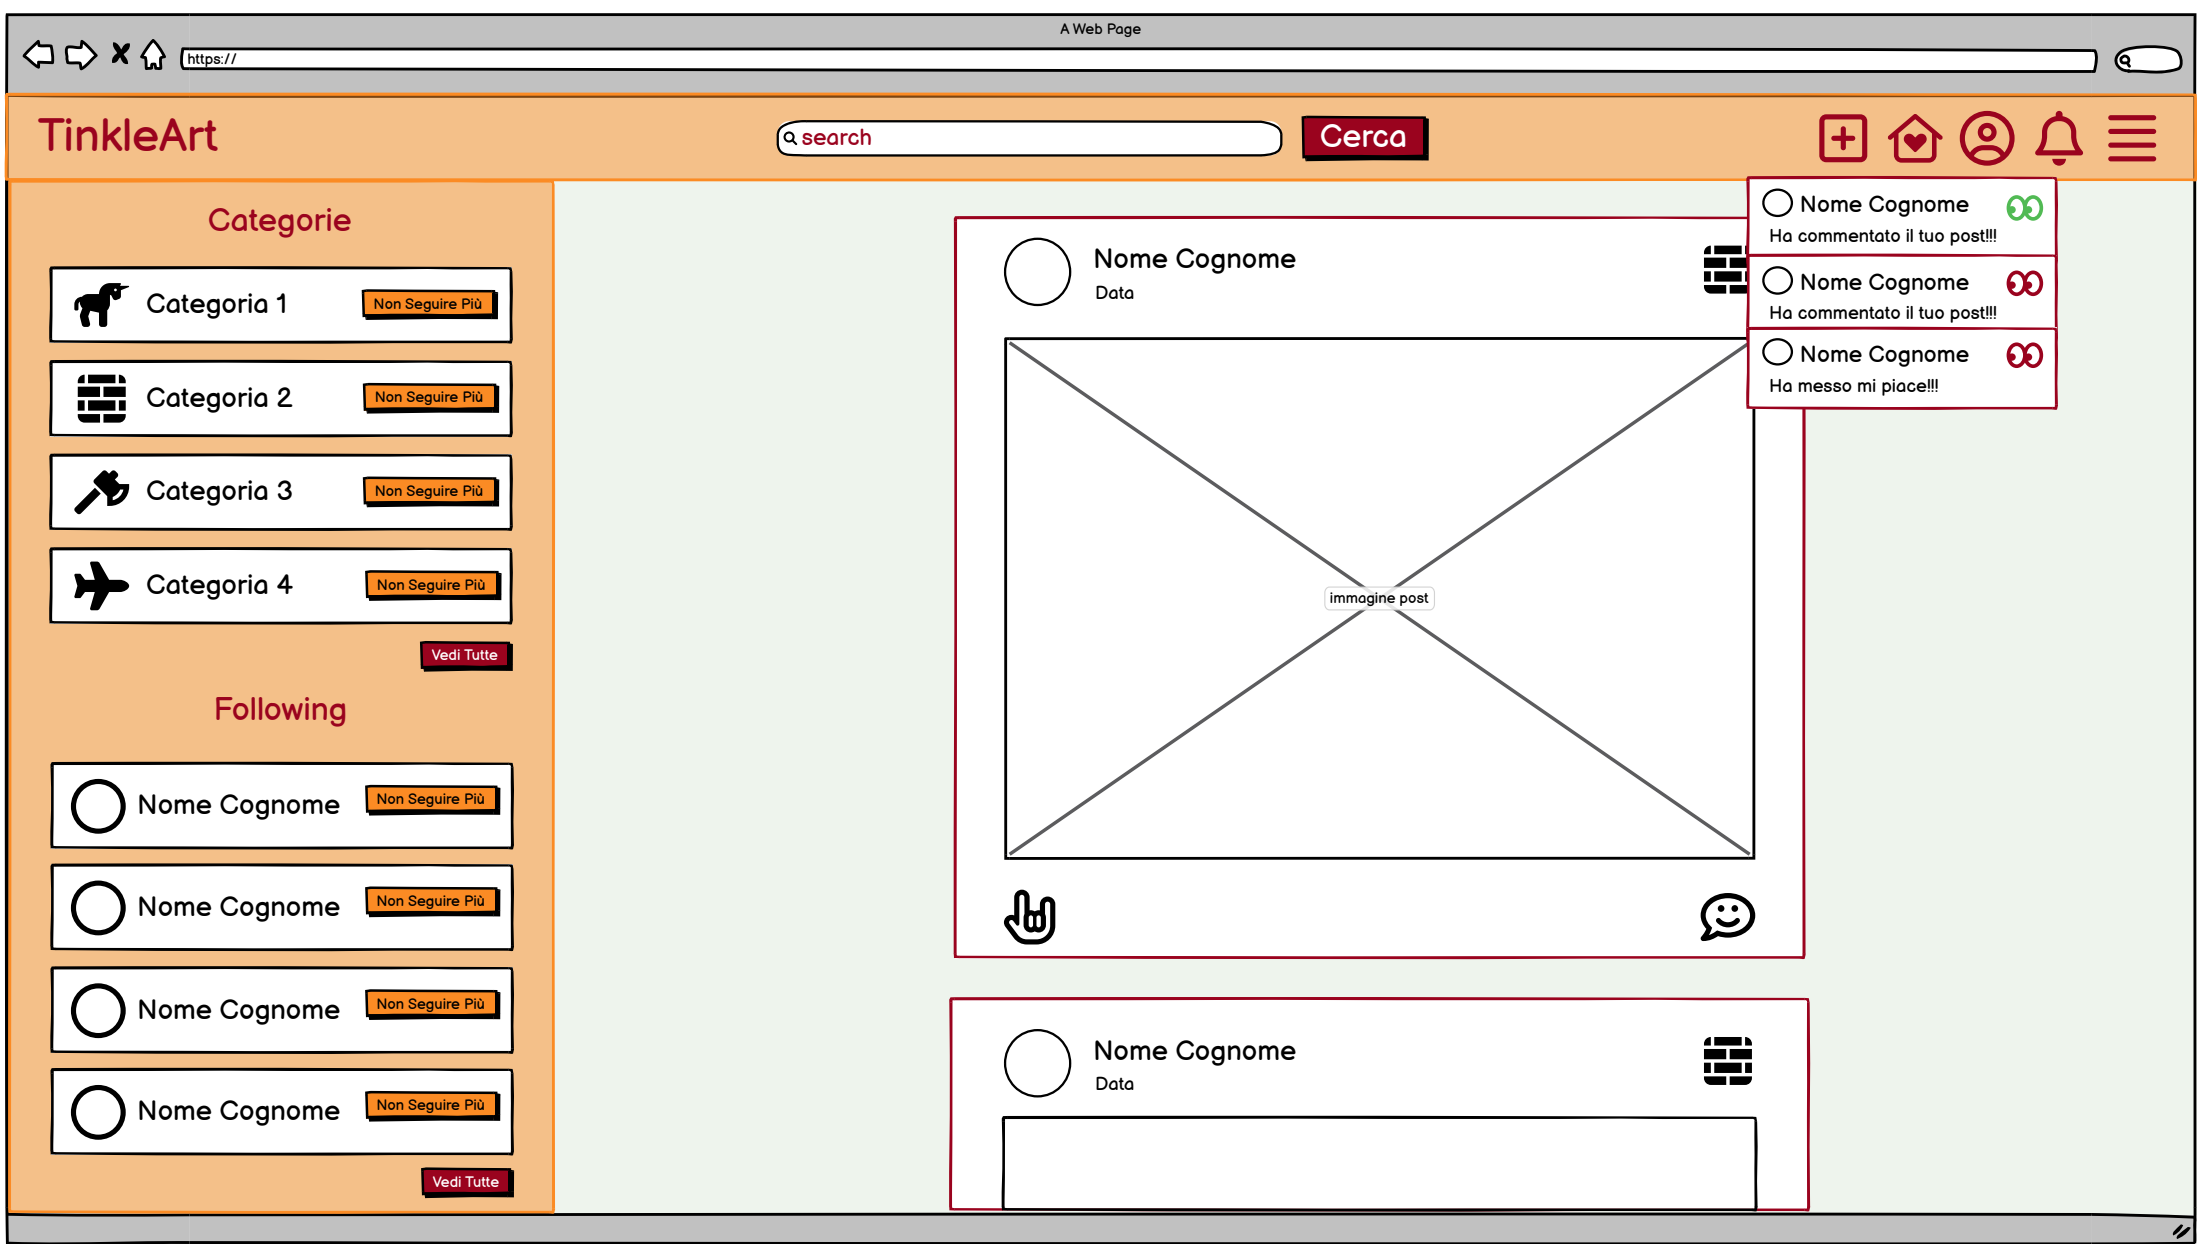 A Web Page
https://
TinkleArt
search
Cerca
Categorie
Categoria 1
Non Seguire Più
Categoria 2
Non Seguire Più
Categoria 3
Non Seguire Più
Categoria 4
Non Seguire Più
Vedi Tutte
Following
Nome Cognome
Non Seguire Più
Nome Cognome
Non Seguire Più
Nome Cognome
Non Seguire Più
Nome Cognome
Non Seguire Più
Vedi Tutte
Nome Cognome
Data
immagine post
Nome Cognome
Data
Nome Cognome
Ha commentato il tuo post!!!
Nome Cognome
Ha commentato il tuo post!!!
Nome Cognome
Ha messo mi piace!!!